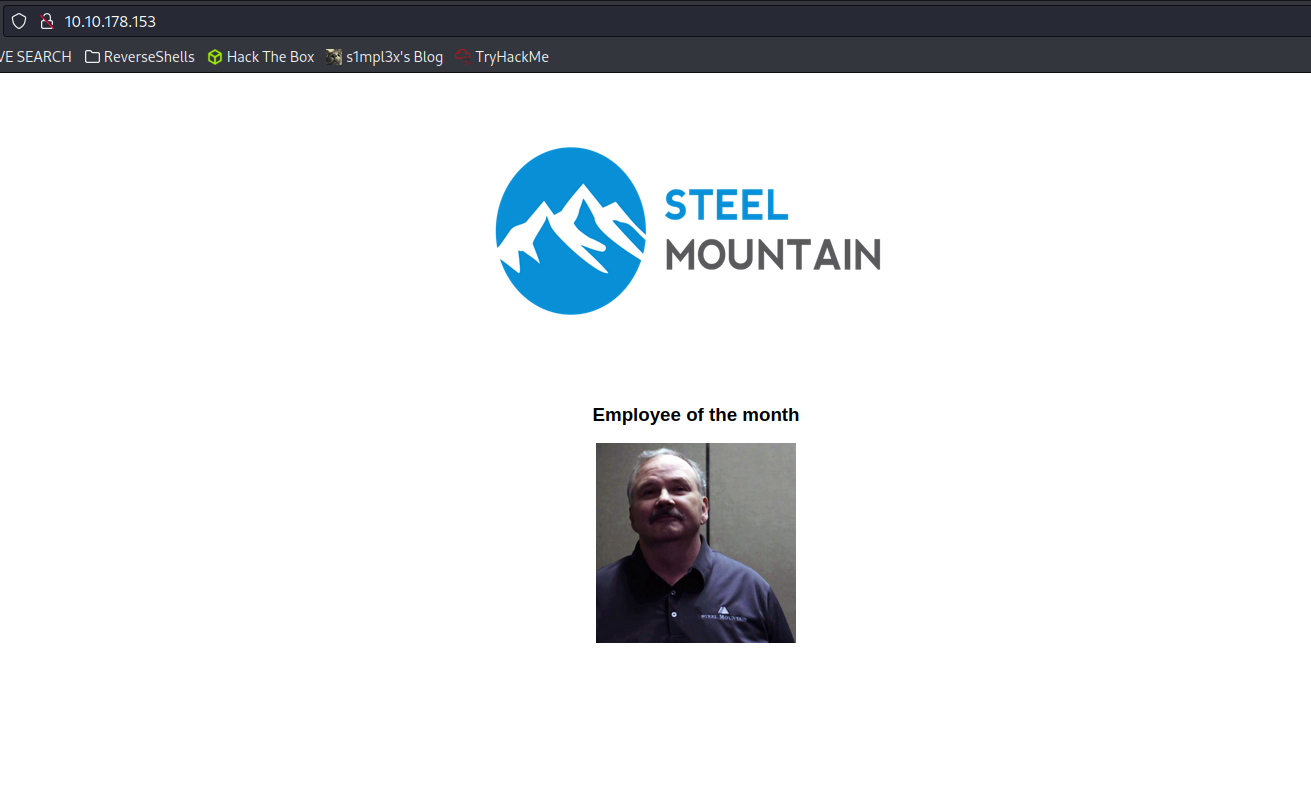 10.10.178.153
VE SEARCH ReverseShells Hack The Box s1mpl3x's Blog TryHackMe
STEEL
MOUNTAIN
Employee of the month
STEEL MOUNTAIN